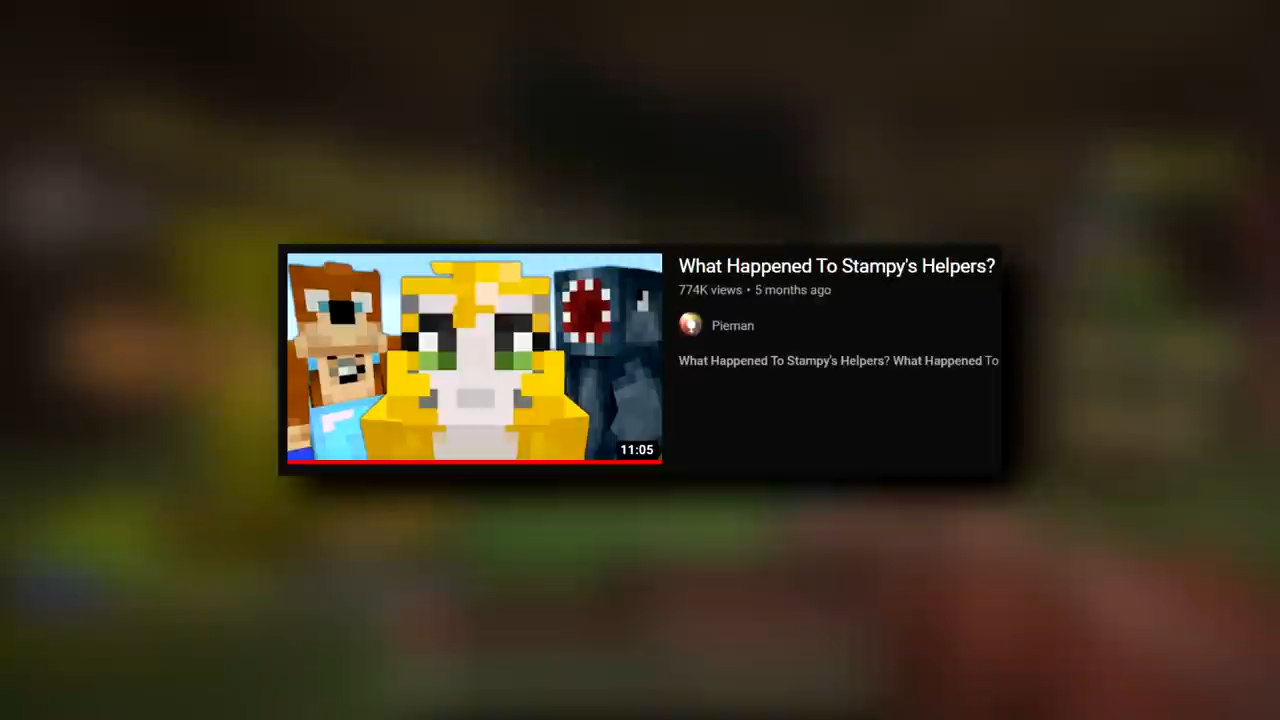 What Happened To Stampy's Helpers?
774K views • 5 months ago
Pieman
What Happened To Stampy's Helpers? What Happened To
11:05